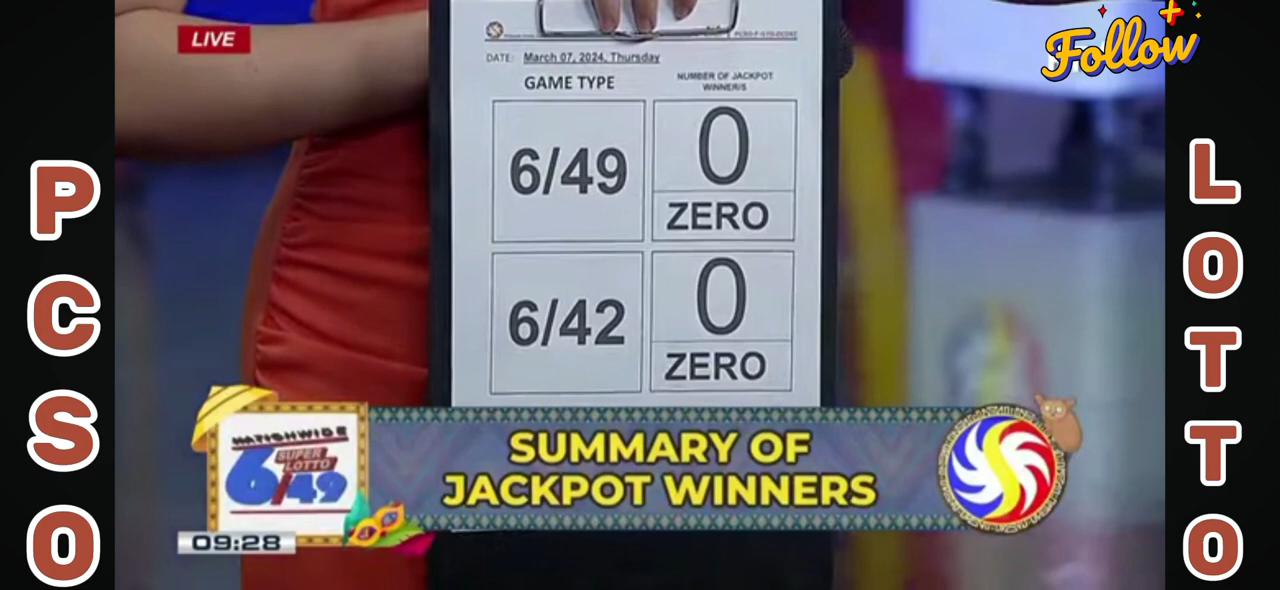 LIVE
Follow
DATE: March 07, 2024, Thursday
GAME TYPE
NUMBER OF JACKPOT
WINNER/S
6/49
0
ZERO
6/42
0
ZERO
NATIONWIDE
SUPER
LOTTO
6/49
SUMMARY OF
JACKPOT WINNERS
09:28
PCSO
LOTTO